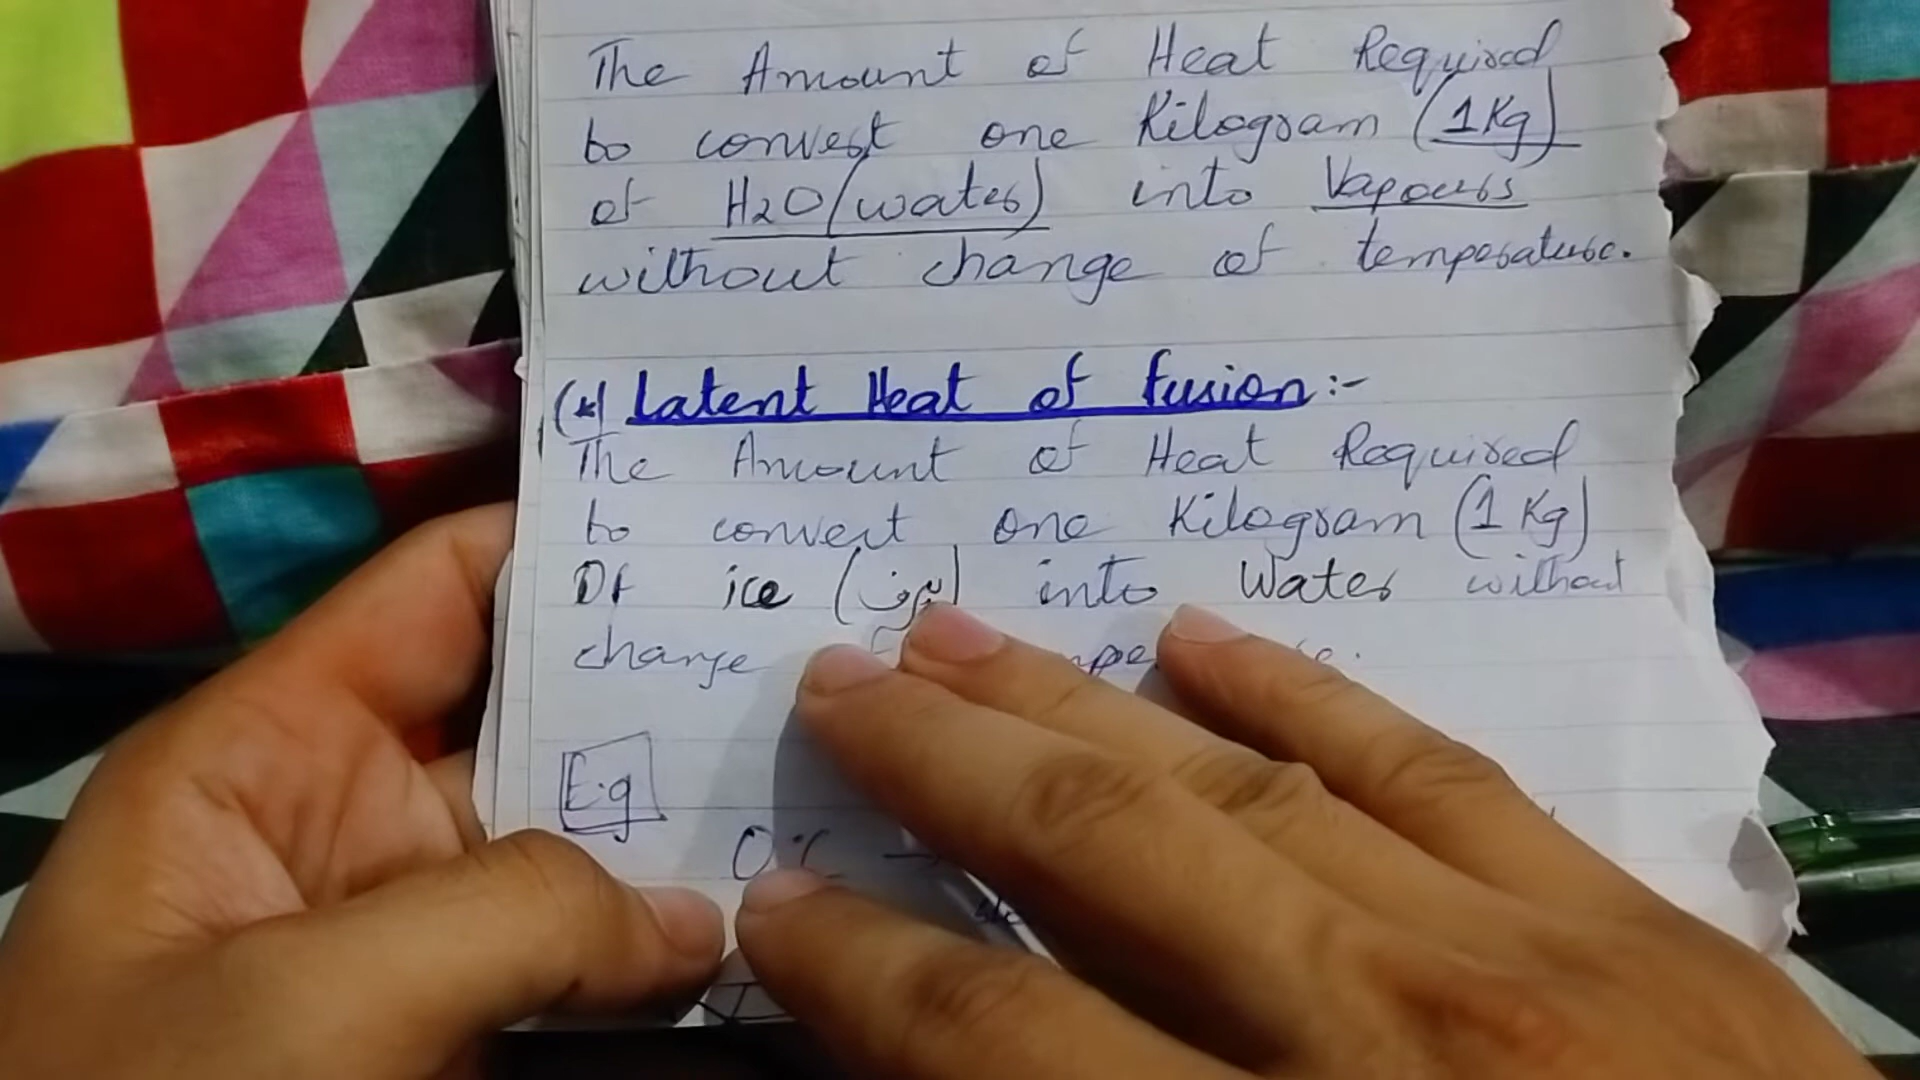 The Amount of Heat Required
to convert one Kilogram (1 Kg)
of H2O (water) into Vapours
without change of temperature.
(*) Latent Heat of Fusion:-
The Amount of Heat Required
to convert one Kilogram (1 Kg)
Of ice (برف) into Water without
change
E.g
0°C →